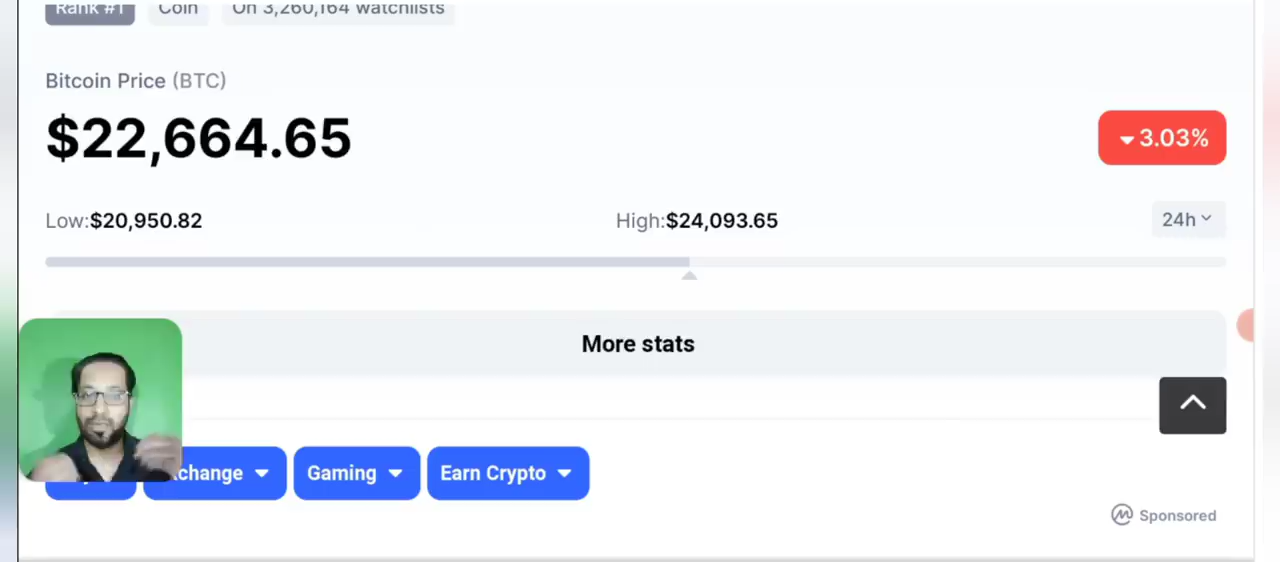 Rank #1 Coin On 3,260,164 watchlists
Bitcoin Price (BTC)
$22,664.65
3.03%
Low:$20,950.82 High:$24,093.65 24h
More stats
change Gaming Earn Crypto
Sponsored